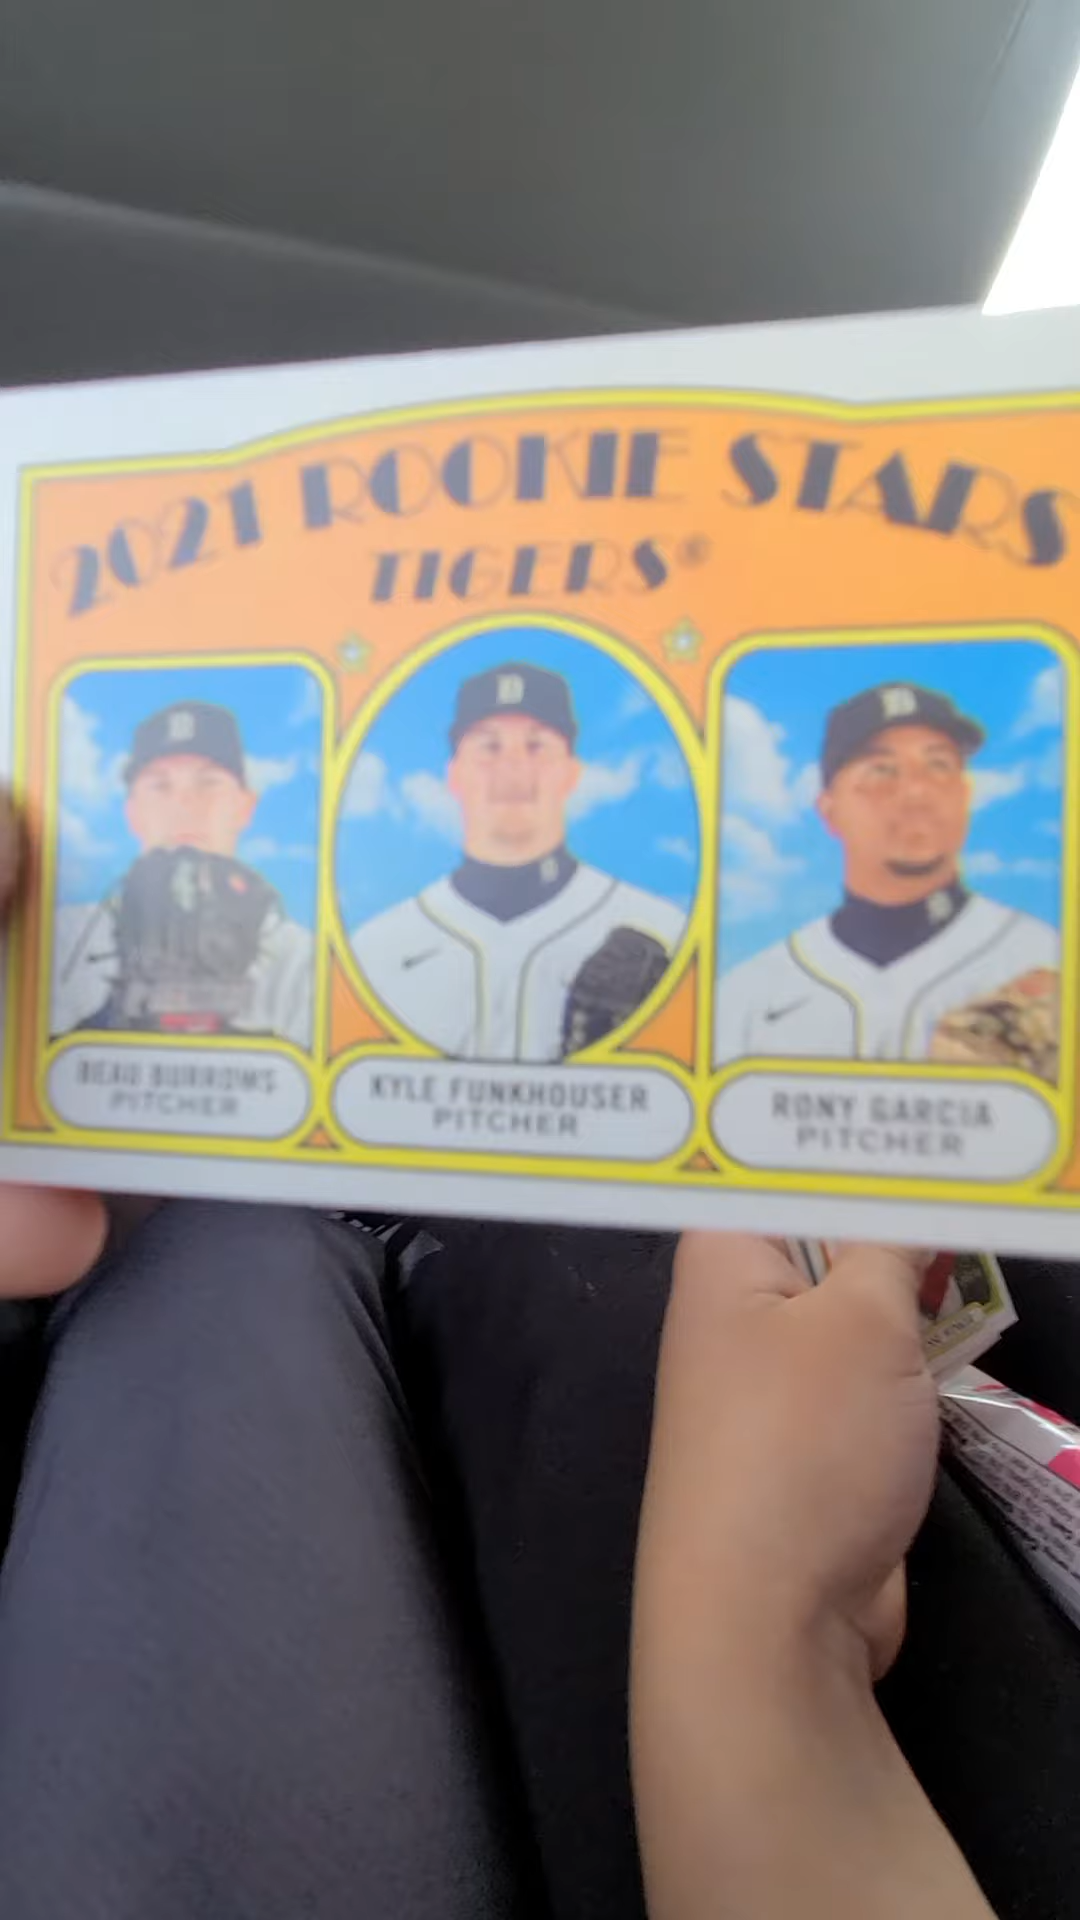 2021 ROOKIE STARS
TIGERS®
BEAU BURROWS
PITCHER
KYLE FUNKHOUSER
PITCHER
RONY GARCIA
PITCHER